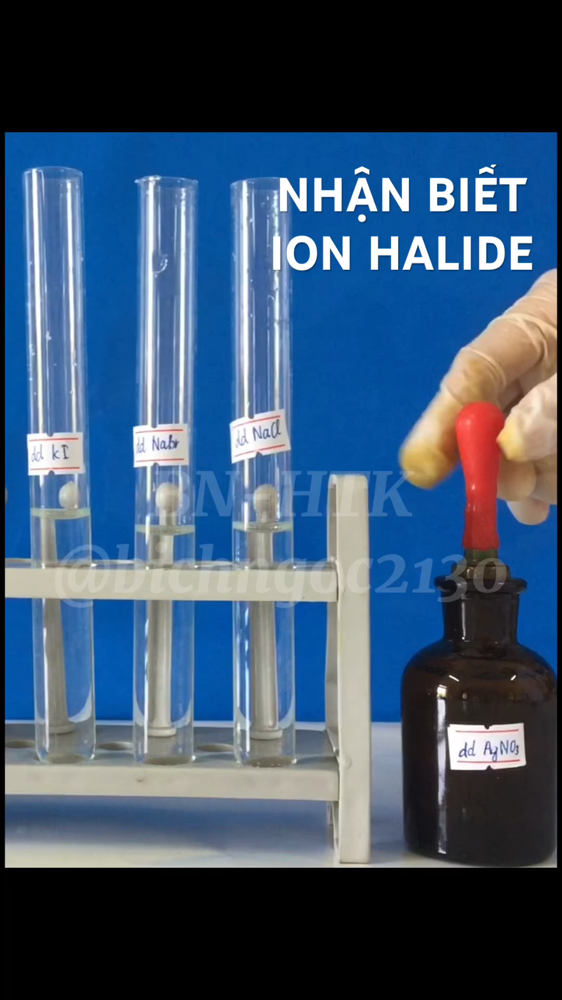 NHẬN BIẾT
ION HALIDE
dd kI
dd Nabr
dd NaCl
BN-HTK
@bichngoc2130
dd AgNO3